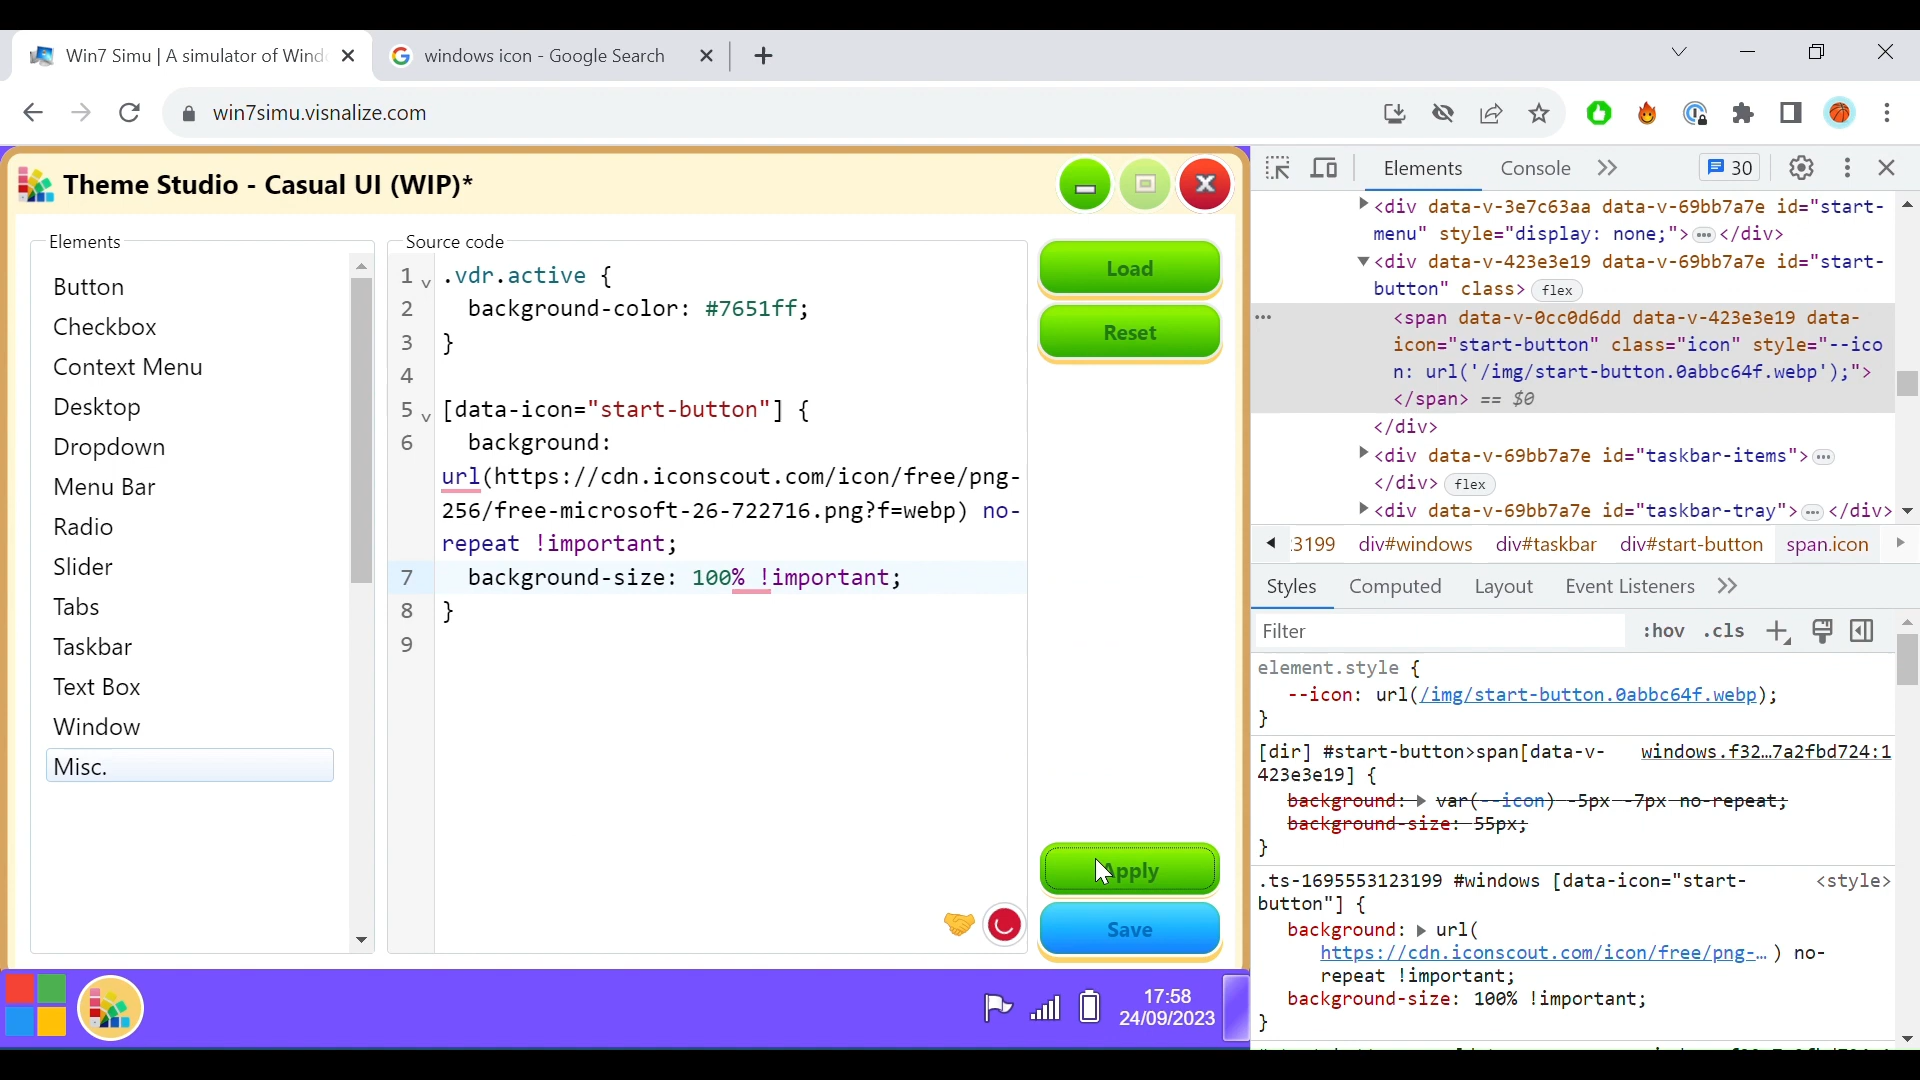 Win7 Simu | A simulator of Wind
windows icon - Google Search
win7simu.visnalize.com
Theme Studio - Casual UI (WIP)*
Elements
Button
Checkbox
Context Menu
Desktop
Dropdown
Menu Bar
Radio
Slider
Tabs
Taskbar
Text Box
Window
Misc.
Source code
1 .vdr.active {
2 background-color: #7651ff;
3 }
4
5 [data-icon="start-button"] {
6 background:
url(https://cdn.iconscout.com/icon/free/png-
256/free-microsoft-26-722716.png?f=webp) no-
repeat !important;
7 background-size: 100% !important;
8 }
9
Load
Reset
Apply
Save
17:58
24/09/2023
Elements Console 30
<div data-v-3e7c63aa data-v-69bb7a7e id="start-
menu" style="display: none;"> … </div>
<div data-v-423e3e19 data-v-69bb7a7e id="start-
button" class> flex
<span data-v-0cc0d6dd data-v-423e3e19 data-
icon="start-button" class="icon" style="--ico
n: url('/img/start-button.0abbc64f.webp');">
</span> == $0
</div>
<div data-v-69bb7a7e id="taskbar-items"> …
</div> flex
<div data-v-69bb7a7e id="taskbar-tray"> … </div>
:3199 div#windows div#taskbar div#start-button span.icon
Styles Computed Layout Event Listeners
Filter :hov .cls
element.style {
--icon: url(/img/start-button.0abbc64f.webp);
}
[dir] #start-button>span[data-v- windows.f32…7a2fbd724:1
423e3e19] {
background: var(--icon) -5px -7px no-repeat;
background-size: 55px;
}
.ts-1695553123199 #windows [data-icon="start- <style>
button"] {
background: url(
https://cdn.iconscout.com/icon/free/png-…) no-
repeat !important;
background-size: 100% !important;
}